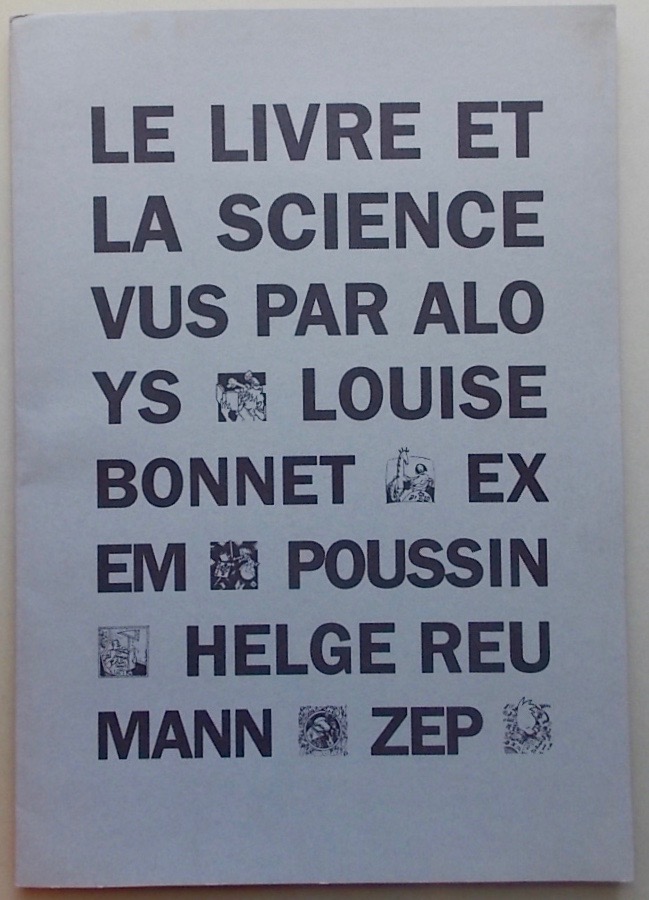 LE LIVRE ET
LA SCIENCE
VUS PAR ALO
YS LOUISE
BONNET EX
EM POUSSIN
HELGE REU
MANN ZEP